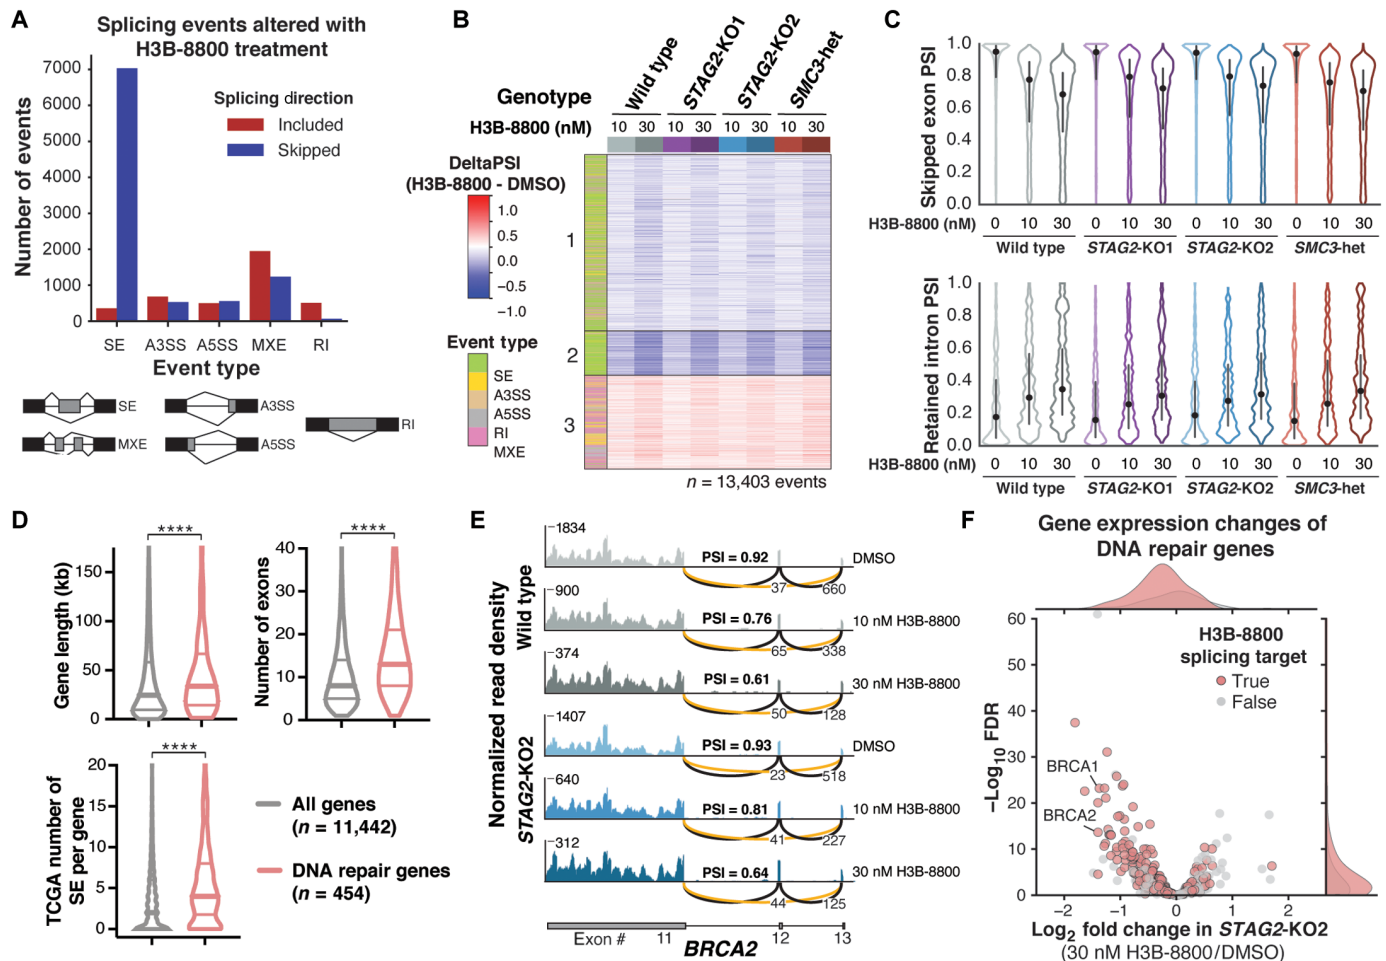 A
Splicing events altered with
H3B-8800 treatment
Number of events
7000
6000
5000
4000
3000
2000
1000
0
Splicing direction
Included
Skipped
SE
A3SS
A5SS
MXE
RI
Event type
SE
A3SS
RI
MXE
A5SS
B
Genotype
Wild type
STAG2-KO1
STAG2-KO2
SMC3-het
H3B-8800 (nM)
10 30 10 30 10 30 10 30
DeltaPSI
(H3B-8800 - DMSO)
1.0
0.5
0.0
−0.5
−1.0
Event type
SE
A3SS
A5SS
RI
MXE
1
2
3
n = 13,403 events
C
Skipped exon PSI
1.0
0.8
0.6
0.4
0.2
0.0
H3B-8800 (nM)
0 10 30 0 10 30 0 10 30 0 10 30
Wild type
STAG2-KO1
STAG2-KO2
SMC3-het
Retained intron PSI
1.0
0.8
0.6
0.4
0.2
0.0
H3B-8800 (nM)
0 10 30 0 10 30 0 10 30 0 10 30
Wild type
STAG2-KO1
STAG2-KO2
SMC3-het
D
Gene length (kb)
150
100
50
0
****
Number of exons
40
30
20
10
0
****
TCGA number of
SE per gene
20
15
10
5
0
****
All genes
(n = 11,442)
DNA repair genes
(n = 454)
E
Normalized read density
Wild type
STAG2-KO2
1834
PSI = 0.92
37
660
DMSO
900
PSI = 0.76
65
338
10 nM H3B-8800
374
PSI = 0.61
50
128
30 nM H3B-8800
1407
PSI = 0.93
23
518
DMSO
640
PSI = 0.81
41
227
10 nM H3B-8800
312
PSI = 0.64
44
125
30 nM H3B-8800
Exon #
11
12
13
BRCA2
F
Gene expression changes of
DNA repair genes
−Log10 FDR
60
50
40
30
20
10
0
H3B-8800
splicing target
True
False
BRCA1
BRCA2
−2
−1
0
1
2
Log2 fold change in STAG2-KO2
(30 nM H3B-8800/DMSO)